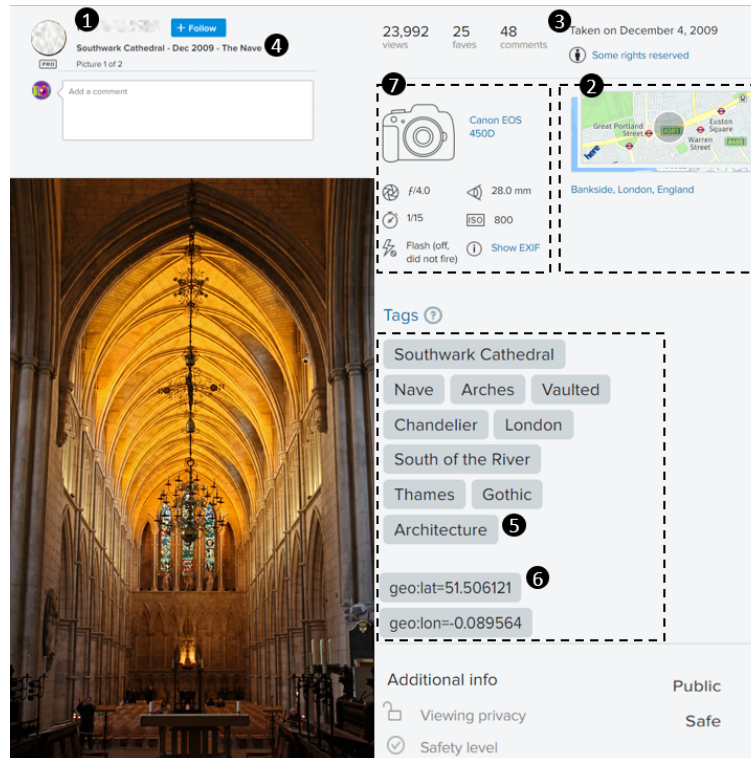 1
+ Follow
Southwark Cathedral - Dec 2009 - The Nave 4
PRO
Picture 1 of 2
Add a comment
23,992 25 48
views faves comments
3 Taken on December 4, 2009
Some rights reserved
7
Canon EOS
450D
ƒ/4.0 28.0 mm
1/15 ISO 800
Flash (off, did not fire) Show EXIF
2
Great Portland
Street
Euston
Square
Warren
Street
A501
A400
here
Bankside, London, England
Tags ?
Southwark Cathedral
Nave Arches Vaulted
Chandelier London
South of the River
Thames Gothic
Architecture 5
geo:lat=51.506121 6
geo:lon=-0.089564
Additional info
Public
Viewing privacy
Safe
Safety level